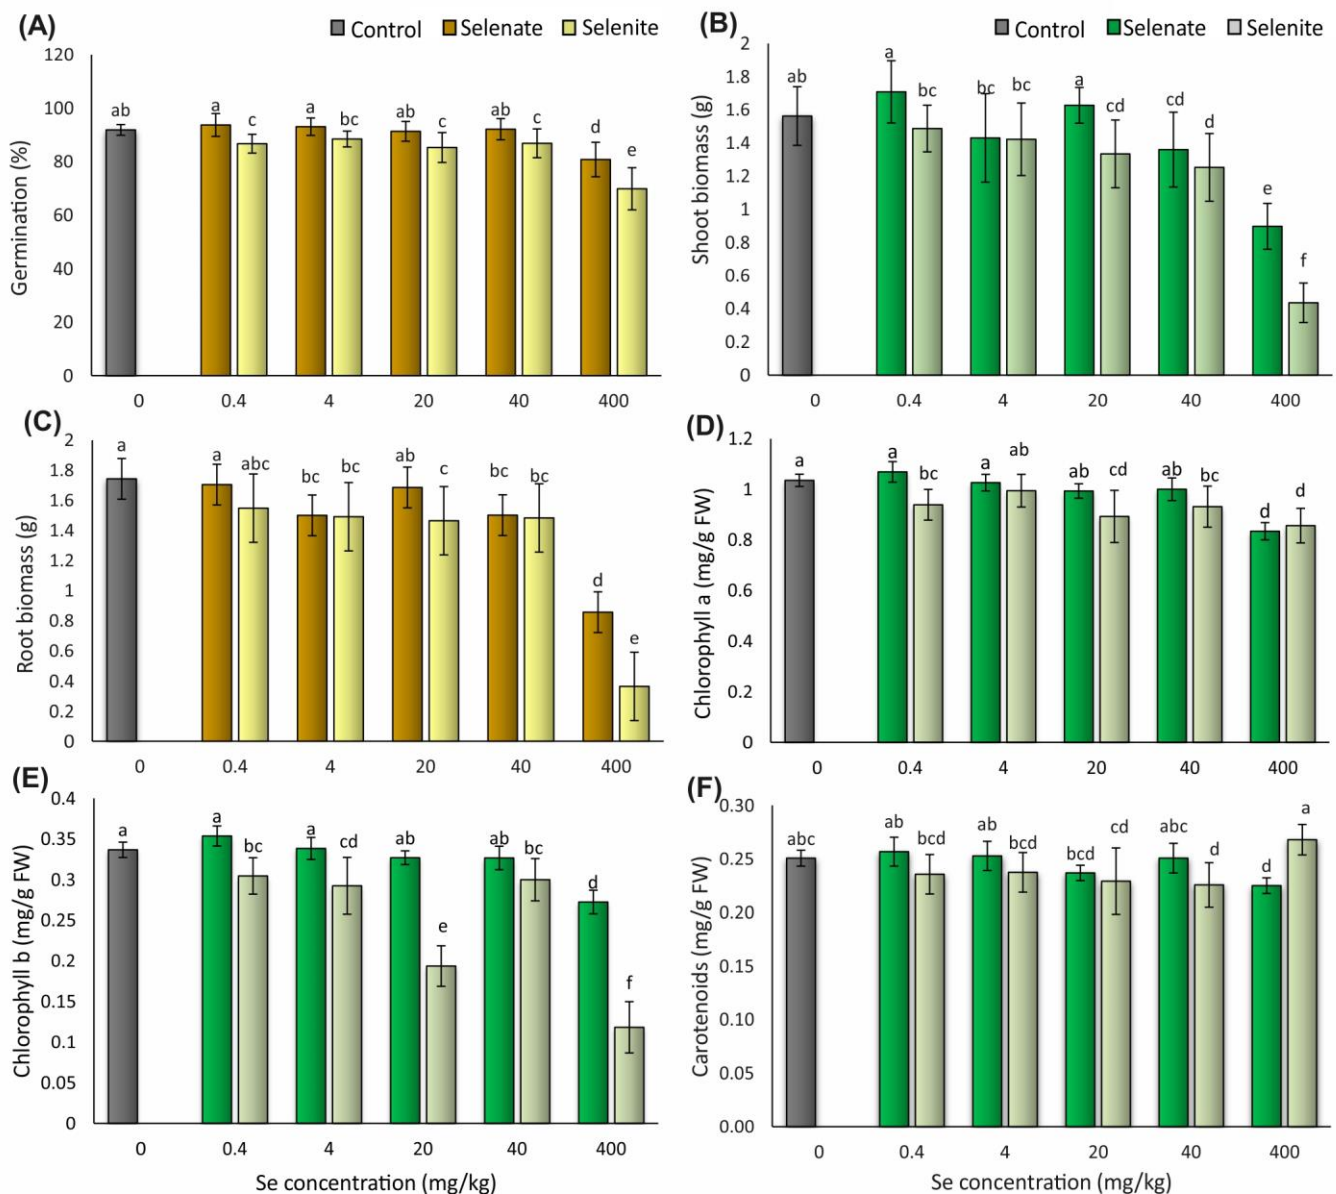 (A)
Control Selenate Selenite
120
100
80
60
40
20
0
Germination (%)
ab a c a bc ab c ab c d e
0 0.4 4 20 40 400
(B)
Control Selenate Selenite
2
1.8
1.6
1.4
1.2
1
0.8
0.6
0.4
0.2
0
Shoot biomass (g)
ab a bc bc bc a cd cd d e f
0 0.4 4 20 40 400
(C)
2
1.8
1.6
1.4
1.2
1
0.8
0.6
0.4
0.2
0
Root biomass (g)
a a abc bc bc ab c bc bc d e
0 0.4 4 20 40 400
(D)
1.2
1
0.8
0.6
0.4
0.2
0
Chlorophyll a (mg/g FW)
a a bc a ab ab cd ab bc d d
0 0.4 4 20 40 400
(E)
0.4
0.35
0.3
0.25
0.2
0.15
0.1
0.05
0
Chlorophyll b (mg/g FW)
a a bc a cd ab e ab bc d f
0 0.4 4 20 40 400
Se concentration (mg/kg)
(F)
0.30
0.25
0.20
0.15
0.10
0.05
0.00
Carotenoids (mg/g FW)
abc ab bcd ab bcd bcd cd abc d d a
0 0.4 4 20 40 400
Se concentration (mg/kg)